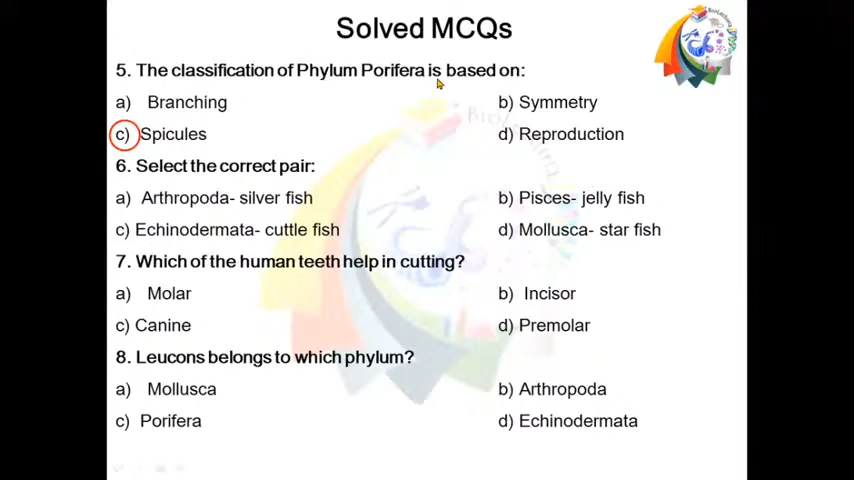 Solved MCQs
5. The classification of Phylum Porifera is based on:
a) Branching b) Symmetry
c) Spicules d) Reproduction
6. Select the correct pair:
a) Arthropoda- silver fish b) Pisces- jelly fish
c) Echinodermata- cuttle fish d) Mollusca- star fish
7. Which of the human teeth help in cutting?
a) Molar b) Incisor
c) Canine d) Premolar
8. Leucons belongs to which phylum?
a) Mollusca b) Arthropoda
c) Porifera d) Echinodermata